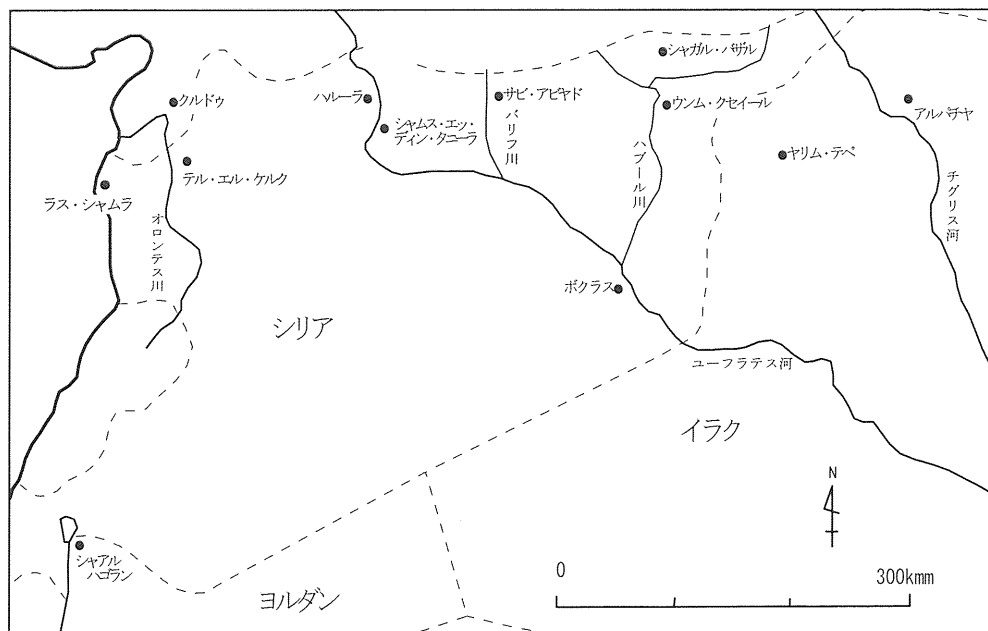 シャガル・バザル
クルドゥ
ハルーラ
サビ・アビヤド
ウンム・クセイール
アルパチヤ
シャムス・エッ・
ディン・タニーラ
バリフ川
ハブール川
ヤリム・テペ
テル・エル・ケルク
ラス・シャムラ
オロンテス川
チグリス河
ボクラス
シリア
ユーフラテス河
イラク
N
シャアル
ハゴラン
ヨルダン
0
300kmm